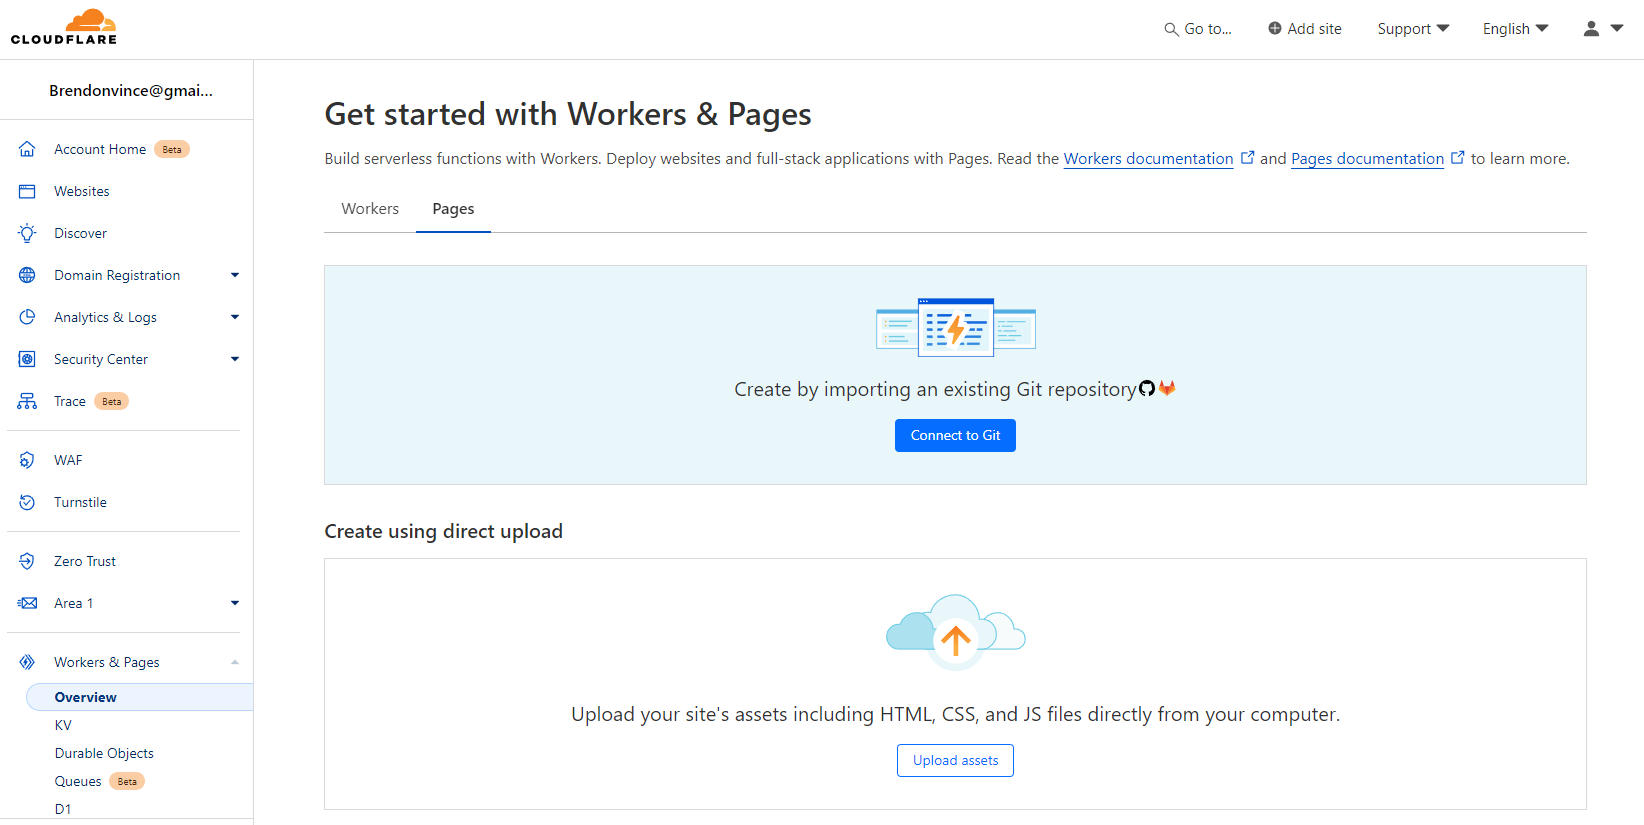 CLOUDFLARE
Go to...
Add site
Support
English
Brendonvince@gmai...
Account Home Beta
Websites
Discover
Domain Registration
Analytics & Logs
Security Center
Trace Beta
WAF
Turnstile
Zero Trust
Area 1
Workers & Pages
Overview
KV
Durable Objects
Queues Beta
D1
Get started with Workers & Pages
Build serverless functions with Workers. Deploy websites and full-stack applications with Pages. Read the Workers documentation and Pages documentation to learn more.
Workers Pages
Create by importing an existing Git repository
Connect to Git
Create using direct upload
Upload your site's assets including HTML, CSS, and JS files directly from your computer.
Upload assets